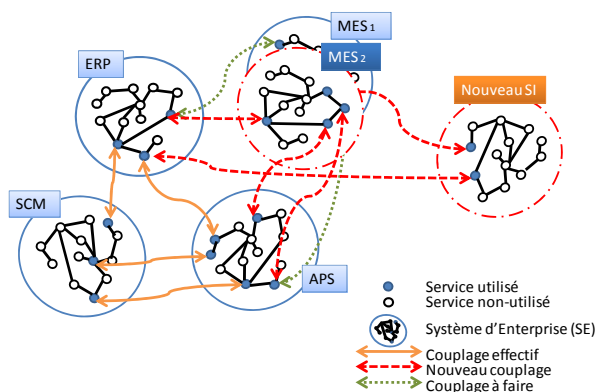 MES1
ERP
MES2
Nouveau SI
SCM
APS
Service utilisé
Service non-utilisé
Système d'Enterprise (SE)
Couplage effectif
Nouveau couplage
Couplage à faire